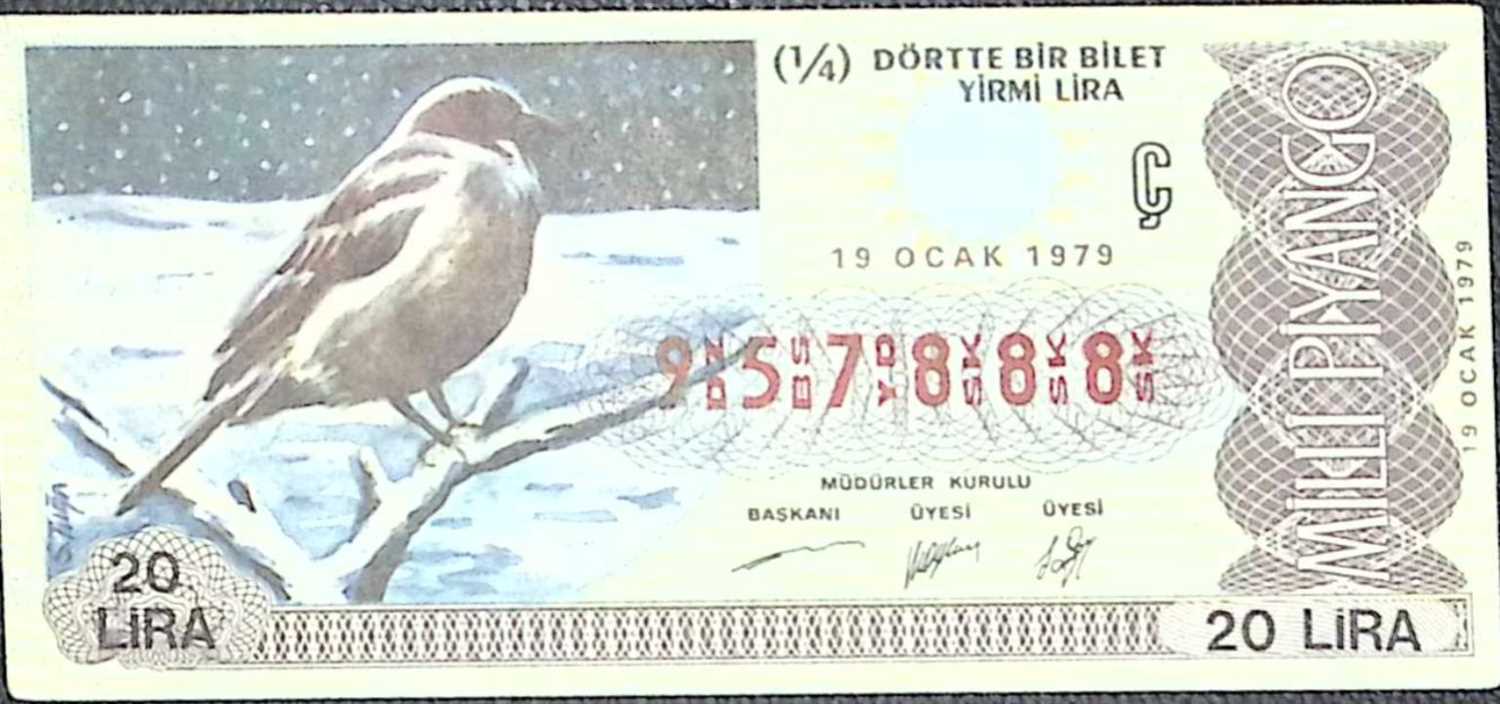 (1/4) DÖRTTE BİR BİLET
YİRMİ LİRA
Ç
19 OCAK 1979
9 5 7 8 8 8
MÜDÜRLER KURULU
BAŞKANI ÜYESİ ÜYESİ
20
LİRA
20 LİRA
MİLLİ PİYANGO
19 OCAK 1979